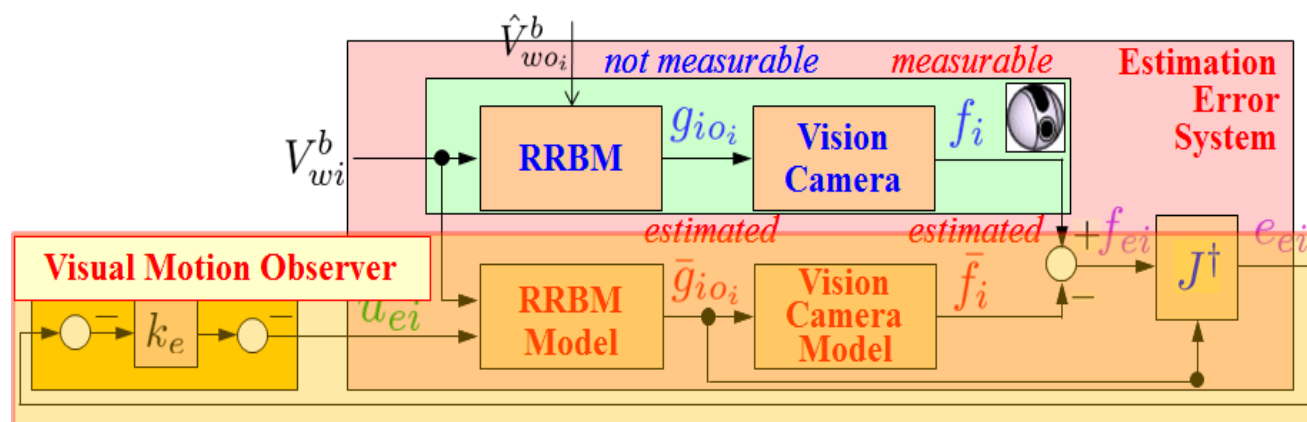 V̂^b_{wo_i}
not measurable
measurable
Estimation
Error
System
V^b_{wi}
RRBM
g_{io_i}
Vision
Camera
f_i
estimated
estimated
+
f_{ei}
e_{ei}
J^†
Visual Motion Observer
u_{ei}
RRBM
Model
ḡ_{io_i}
Vision
Camera
Model
f̄_i
−
−
k_e
−